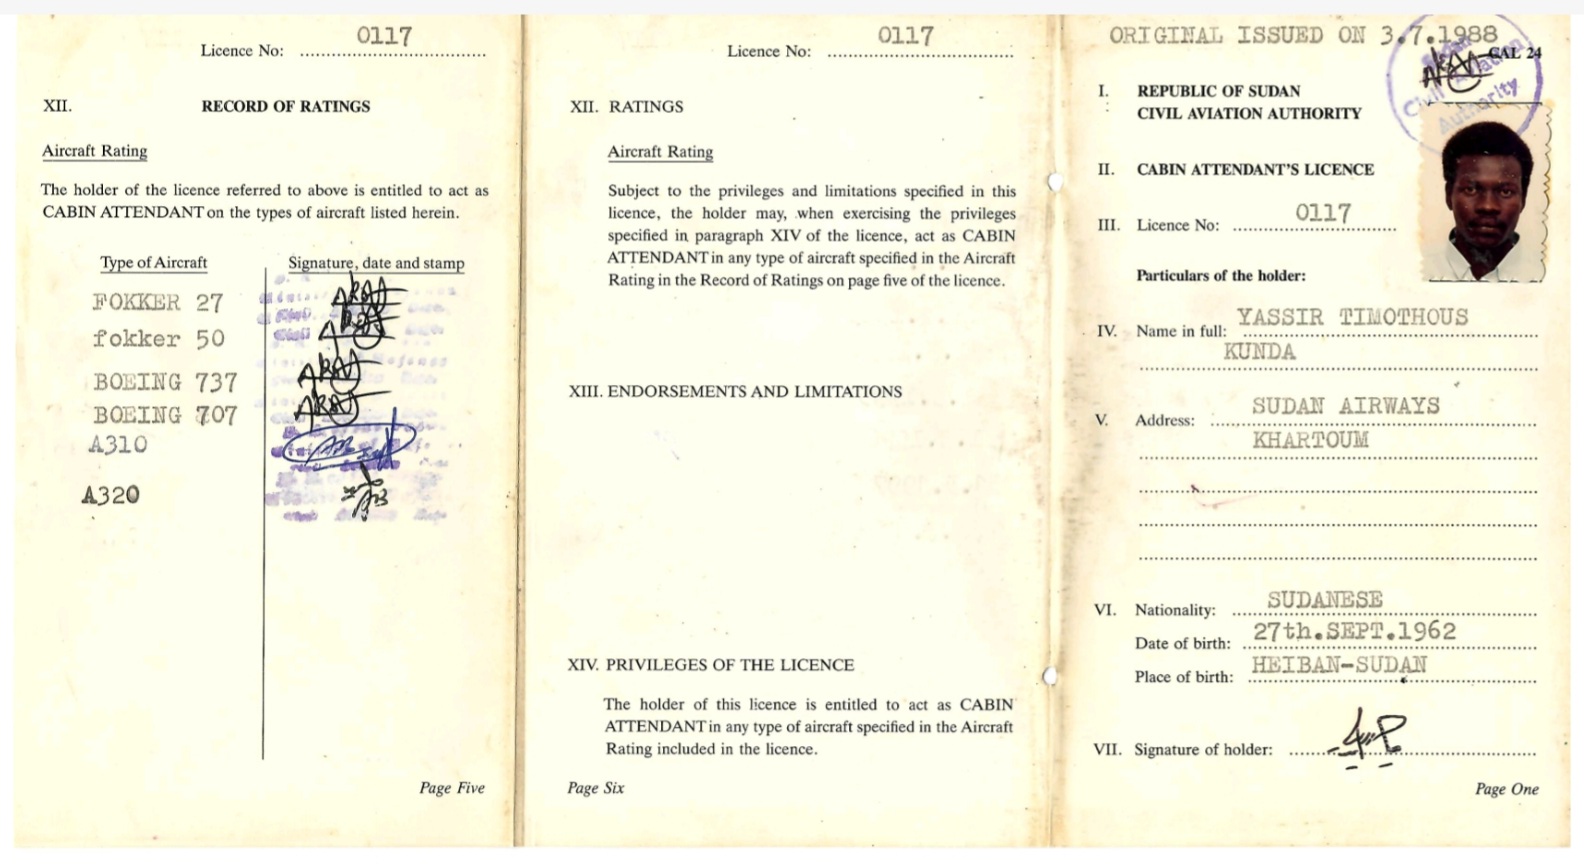 Licence No: 0117
XII. RECORD OF RATINGS
Aircraft Rating
The holder of the licence referred to above is entitled to act as
CABIN ATTENDANT on the types of aircraft listed herein.
Type of Aircraft Signature, date and stamp
FOKKER 27
fokker 50
BOEING 737
BOEING 707
A310
A320
Page Five
Licence No: 0117
XII. RATINGS
Aircraft Rating
Subject to the privileges and limitations specified in this
licence, the holder may, when exercising the privileges
specified in paragraph XIV of the licence, act as CABIN
ATTENDANT in any type of aircraft specified in the Aircraft
Rating in the Record of Ratings on page five of the licence.
XIII. ENDORSEMENTS AND LIMITATIONS
XIV. PRIVILEGES OF THE LICENCE
The holder of this licence is entitled to act as CABIN
ATTENDANT in any type of aircraft specified in the Aircraft
Rating included in the licence.
Page Six
ORIGINAL ISSUED ON 3.7.1988
CAL 24
Civil Aviation
Authority
I. REPUBLIC OF SUDAN
CIVIL AVIATION AUTHORITY
II. CABIN ATTENDANT'S LICENCE
III. Licence No: 0117
Particulars of the holder:
IV. Name in full: YASSIR TIMOTHOUS
KUNDA
V. Address: SUDAN AIRWAYS
KHARTOUM
VI. Nationality: SUDANESE
Date of birth: 27th.SEPT.1962
Place of birth: HEIBAN-SUDAN
VII. Signature of holder:
Page One